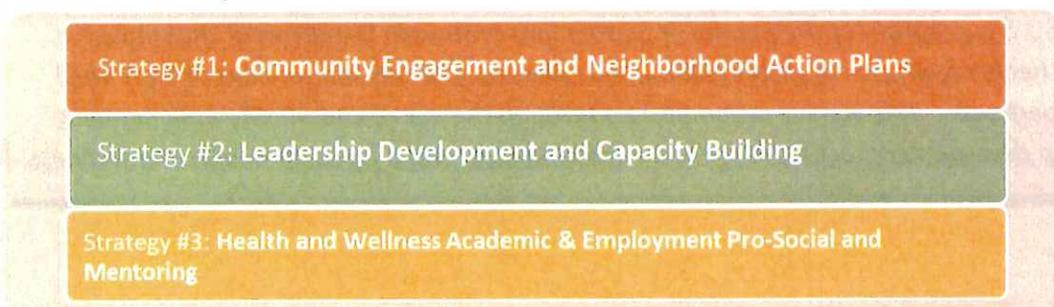 Strategy #1: Community Engagement and Neighborhood Action Plans
Strategy #2: Leadership Development and Capacity Building
Strategy #3: Health and Wellness Academic & Employment Pro-Social and
Mentoring